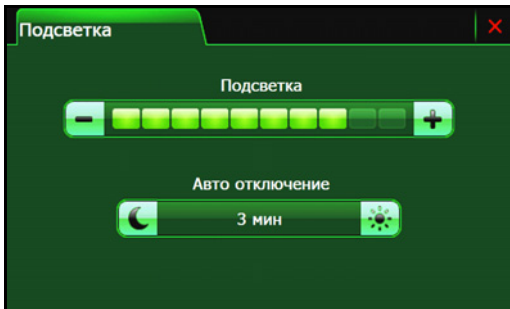 Подсветка
Подсветка
Авто отключение
3 мин